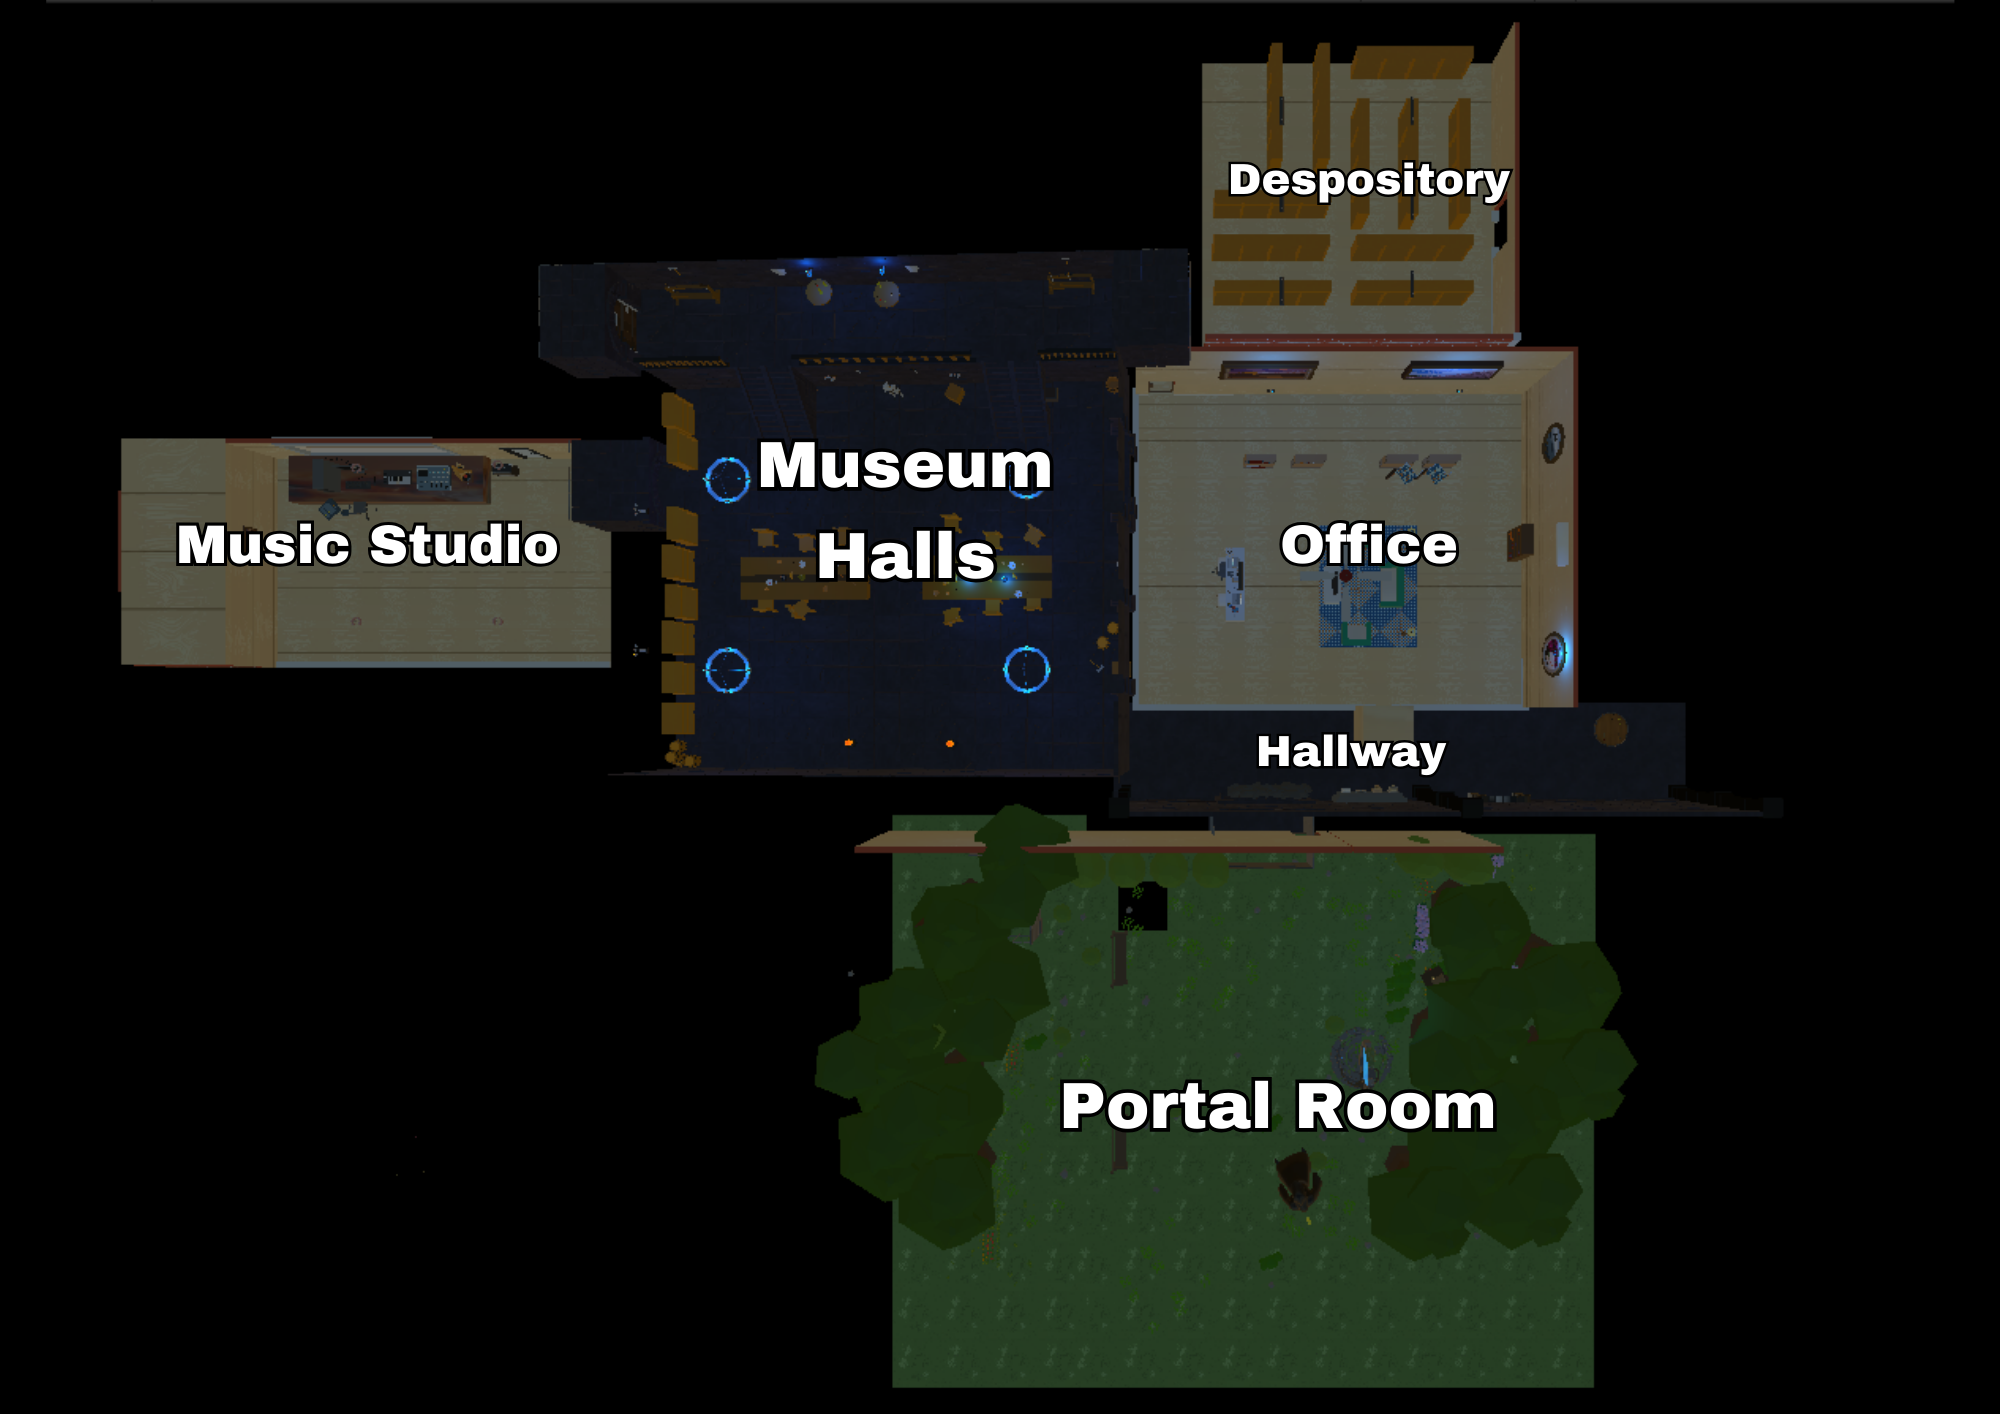 Despository
Museum
Halls
Music Studio
Office
Hallway
Portal Room